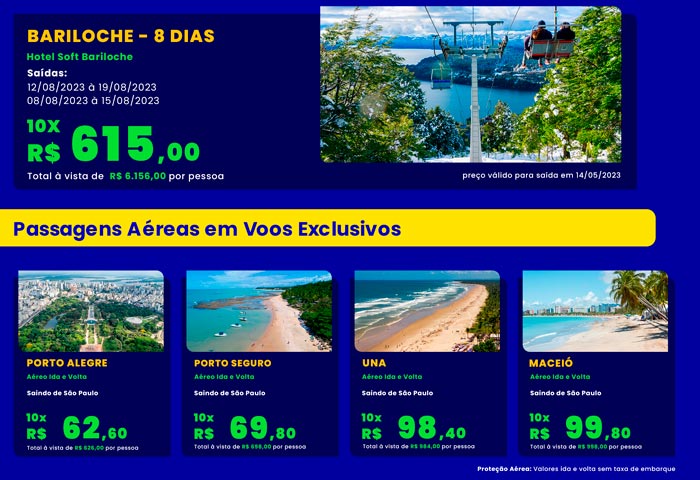 BARILOCHE - 8 DIAS
Hotel Soft Bariloche
Saídas:
12/08/2023 à 19/08/2023
08/08/2023 à 15/08/2023
10X
R$ 615,00
Total à vista de R$ 6.156,00 por pessoa
preço válido para saída em 14/05/2023
Passagens Aéreas em Voos Exclusivos
PORTO ALEGRE
Aéreo Ida e Volta
Saindo de São Paulo
10x
R$ 62,60
Total à vista de R$ 626,00 por pessoa
PORTO SEGURO
Aéreo Ida e Volta
Saindo de São Paulo
10x
R$ 69,80
Total à vista de R$ 698,00 por pessoa
UNA
Aéreo Ida e Volta
Saindo de São Paulo
10x
R$ 98,40
Total à vista de R$ 984,00 por pessoa
MACEIÓ
Aéreo Ida e Volta
Saindo de São Paulo
10x
R$ 99,80
Total à vista de R$ 998,00 por pessoa
Proteção Aérea: Valores ida e volta sem taxa de embarque